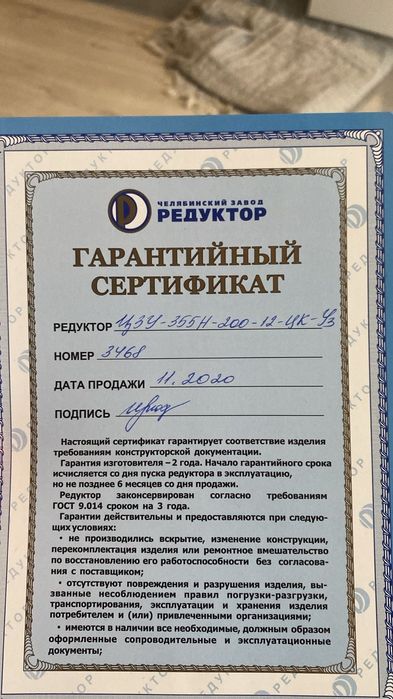 ЧЕЛЯБИНСКИЙ ЗАВОД
РЕДУКТОР
ГАРАНТИЙНЫЙ
СЕРТИФИКАТ
РЕДУКТОР Ц3У-355Н-200-12-ЦК-У3
НОМЕР 3468
ДАТА ПРОДАЖИ 11.2020
ПОДПИСЬ
Настоящий сертификат гарантирует соответствие изделия
требованиям конструкторской документации.
Гарантия изготовителя – 2 года. Начало гарантийного срока
исчисляется со дня пуска редуктора в эксплуатацию,
но не позднее 6 месяцев со дня продажи.
Редуктор законсервирован согласно требованиям
ГОСТ 9.014 сроком на 3 года.
Гарантии действительны и предоставляются при следую-
щих условиях:
• не производились вскрытие, изменение конструкции,
перекомплектация изделия или ремонтное вмешательство
по восстановлению его работоспособности без согласова-
ния с поставщиком;
• отсутствуют повреждения и разрушения изделия, вы-
званные несоблюдением правил погрузки-разгрузки,
транспортирования, эксплуатации и хранения изделия
потребителем и (или) привлеченными организациями;
• имеются в наличии все необходимые, должным образом
оформленные сопроводительные и эксплуатационные
документы;